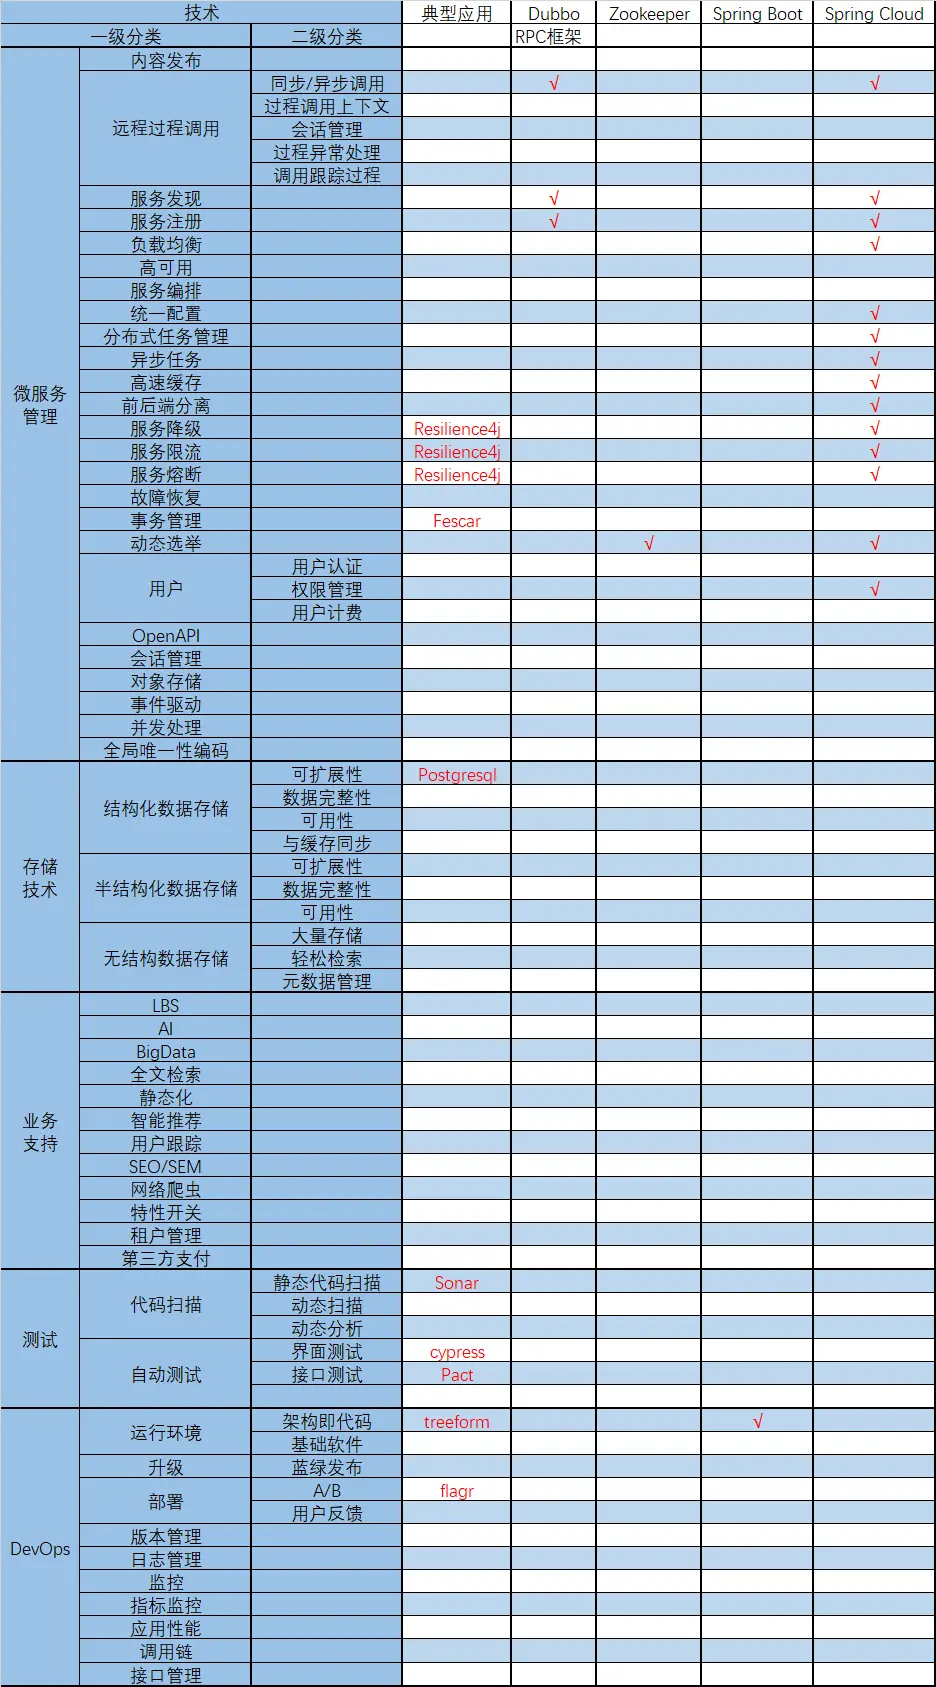 技术 典型应用 Dubbo Zookeeper Spring Boot Spring Cloud
一级分类 二级分类 RPC框架
内容发布
同步/异步调用 √ √
过程调用上下文
远程过程调用 会话管理
过程异常处理
调用跟踪过程
服务发现 √ √
服务注册 √ √
负载均衡 √
高可用
服务编排
统一配置 √
分布式任务管理 √
异步任务 √
微服务
管理
高速缓存 √
前后端分离 √
服务降级 Resilience4j √
服务限流 Resilience4j √
服务熔断 Resilience4j √
故障恢复
事务管理 Fescar
动态选举 √ √
用户认证
用户 权限管理 √
用户计费
OpenAPI
会话管理
对象存储
事件驱动
并发处理
全局唯一性编码
可扩展性 Postgresql
结构化数据存储 数据完整性
可用性
与缓存同步
存储
技术
可扩展性
半结构化数据存储 数据完整性
可用性
大量存储
无结构数据存储 轻松检索
元数据管理
LBS
AI
BigData
全文检索
静态化
业务
支持
智能推荐
用户跟踪
SEO/SEM
网络爬虫
特性开关
租户管理
第三方支付
静态代码扫描 Sonar
代码扫描 动态扫描
动态分析
测试
界面测试 cypress
自动测试 接口测试 Pact
运行环境 架构即代码 treeform √
基础软件
升级 蓝绿发布
部署 A/B flagr
用户反馈
版本管理
DevOps
日志管理
监控
指标监控
应用性能
调用链
接口管理